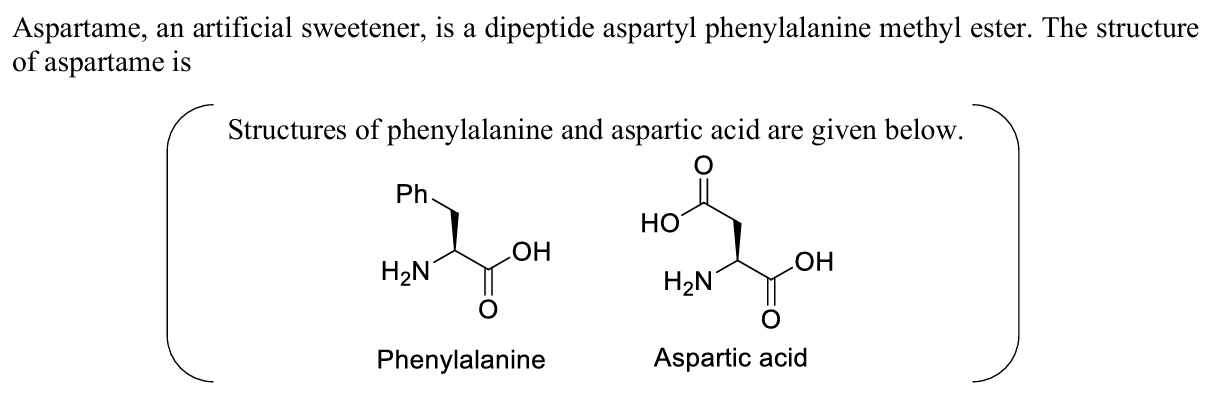 Aspartame, an artificial sweetener, is a dipeptide aspartyl phenylalanine methyl ester. The structure
of aspartame is
Structures of phenylalanine and aspartic acid are given below.
O
Ph
HO
OH
OH
H₂N
H₂N
O
O
Phenylalanine
Aspartic acid